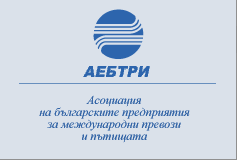 АЕБТРИ
Асоциация
на българските предприятия
за международни превози
и пътищата